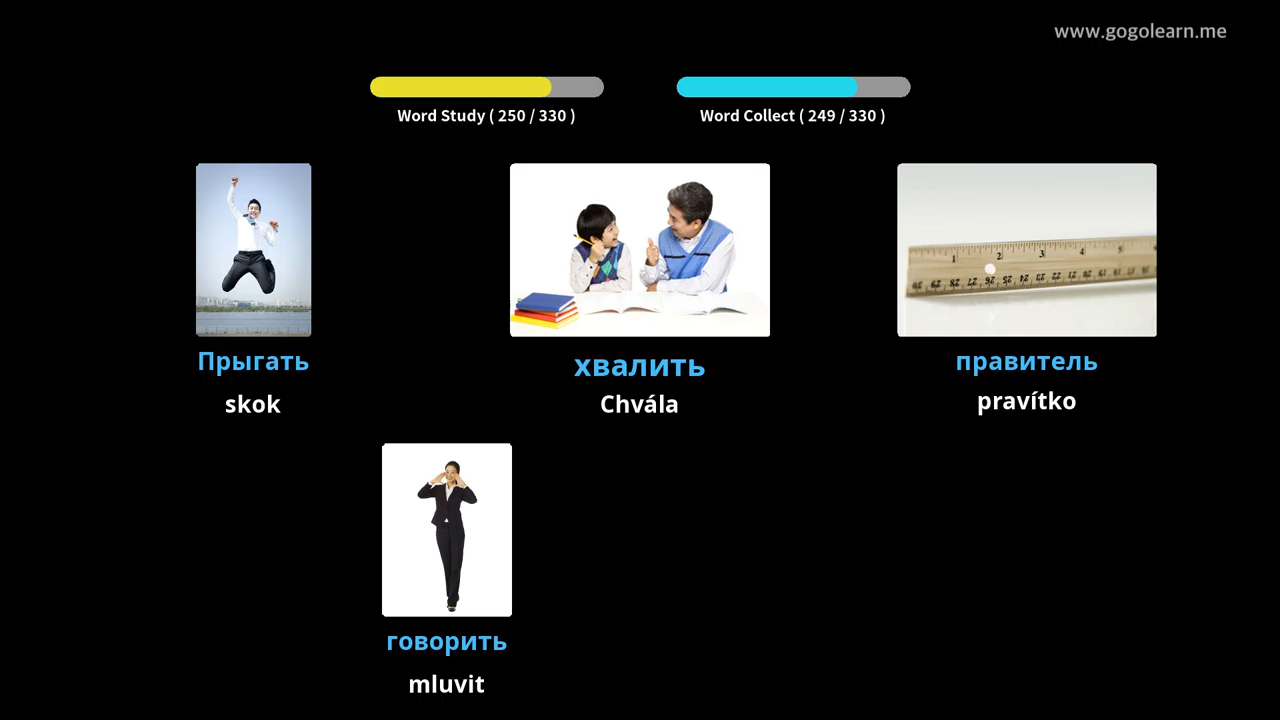 www.gogolearn.me
Word Study ( 250 / 330 )
Word Collect ( 249 / 330 )
Прыгать
skok
хвалить
Chvála
правитель
pravítko
говорить
mluvit